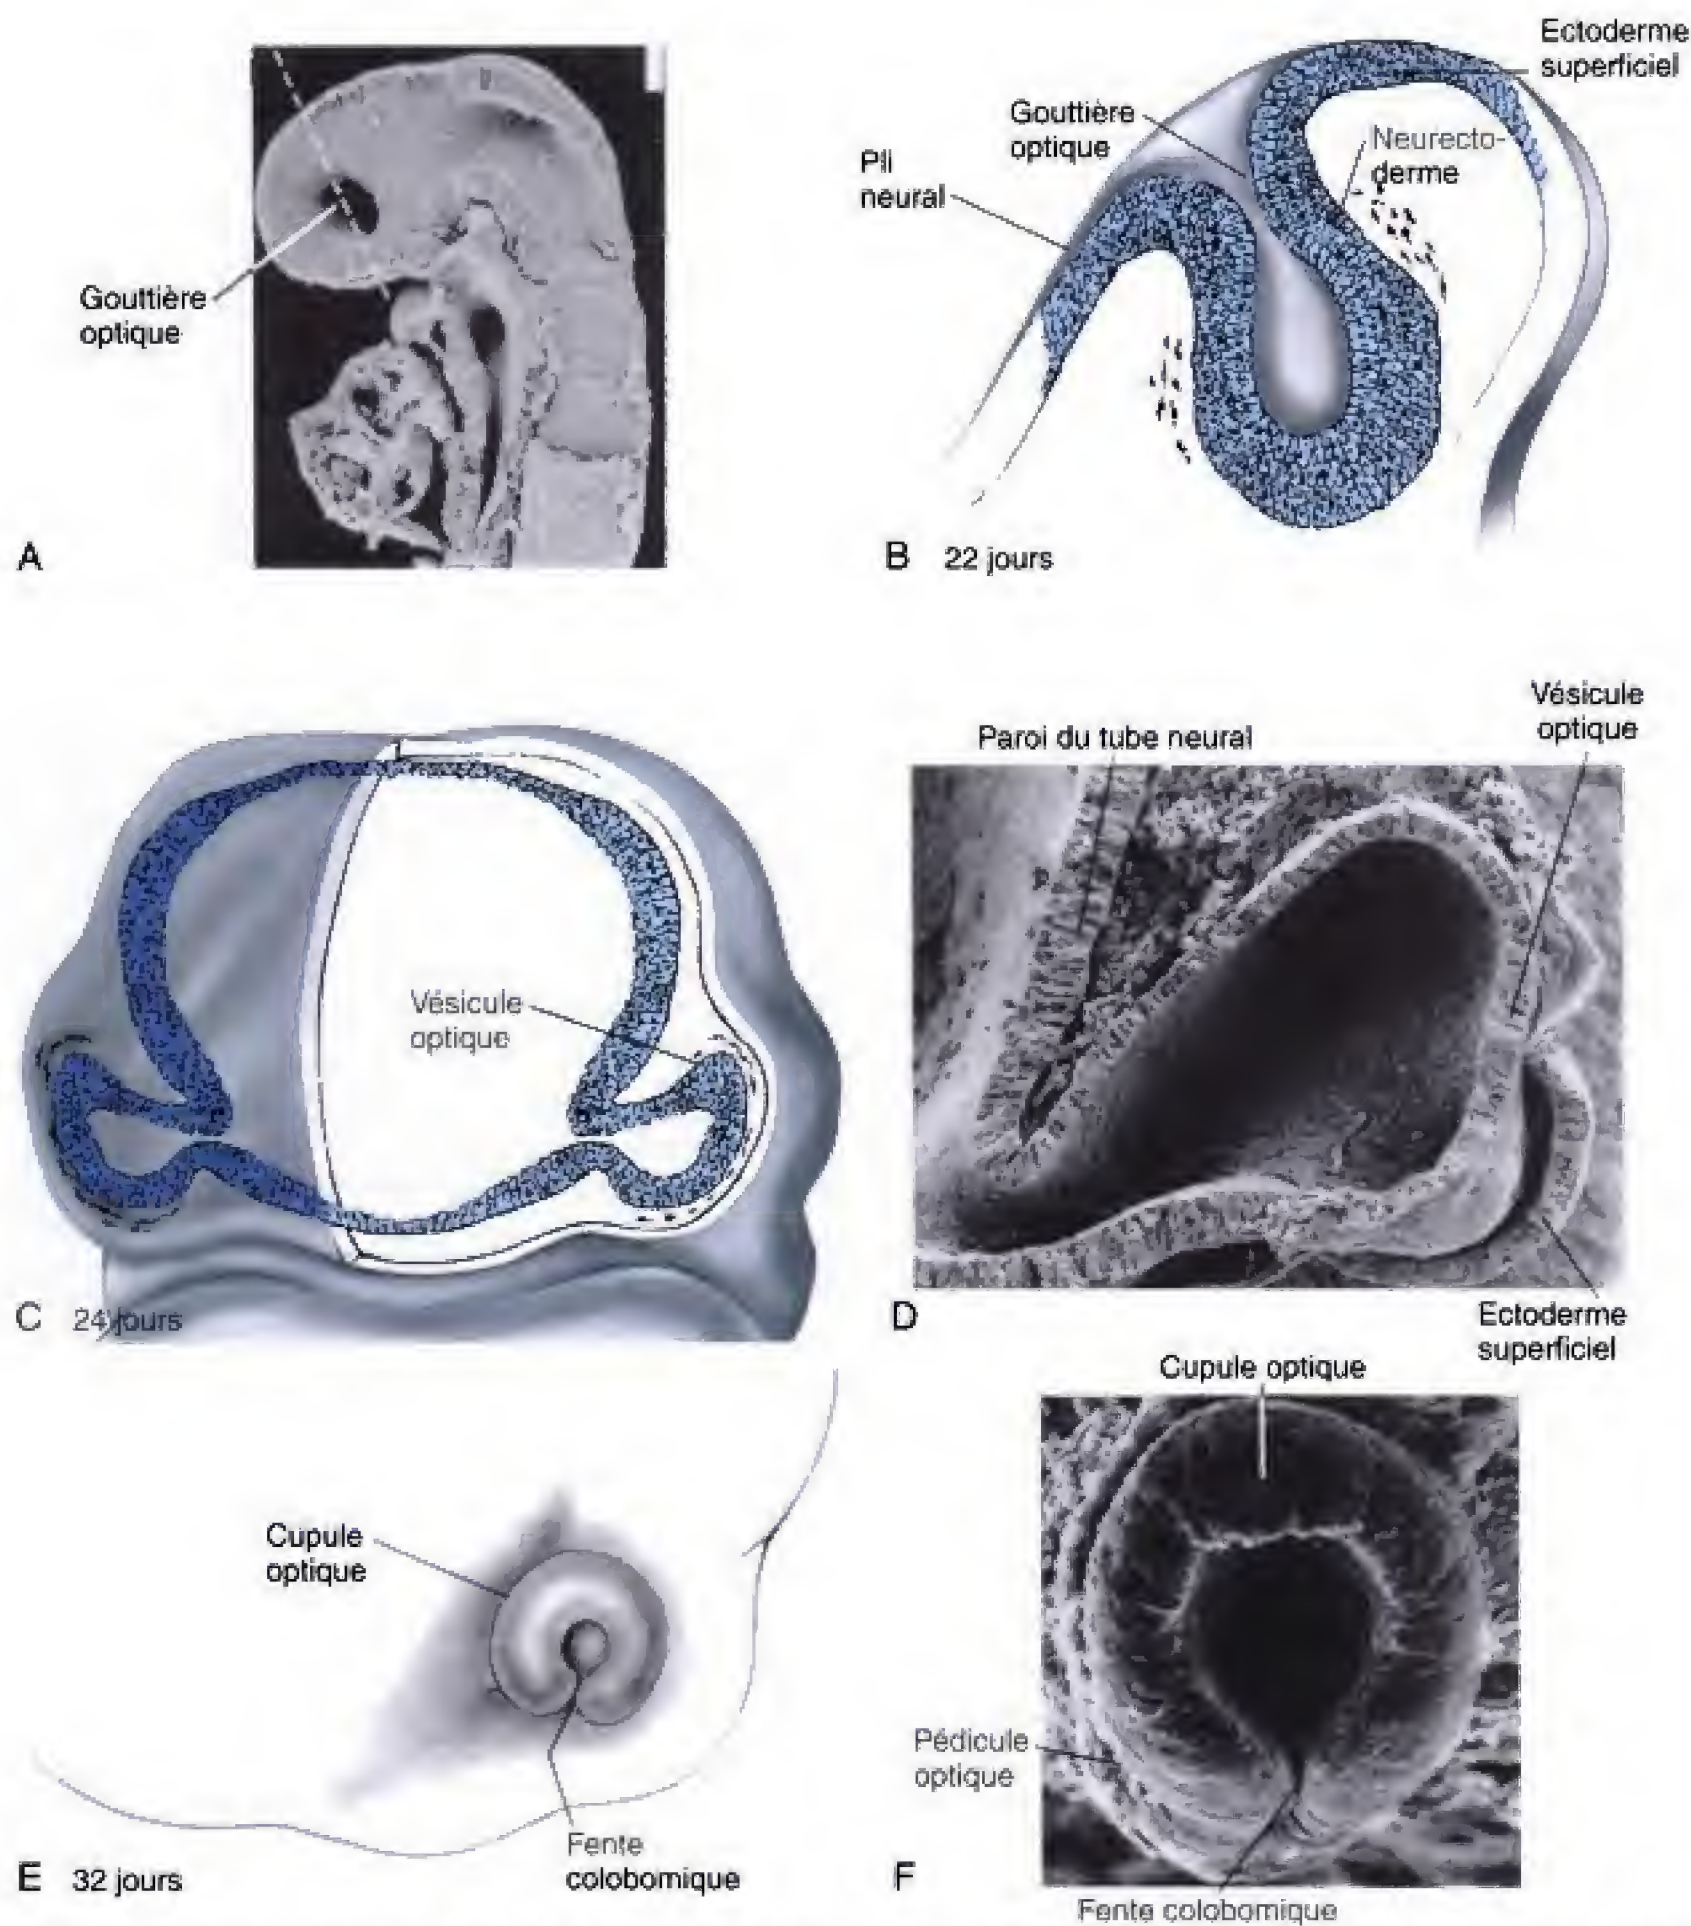 Gouttière
optique
A
Ectoderme
superficiel
Gouttière
optique
Neurecto-
derme
Pli
neural
B 22 jours
Vésicule
optique
C 24 jours
Paroi du tube neural
Vésicule
optique
D
Ectoderme
superficiel
Cupule
optique
Fente
colobomique
E 32 jours
Cupule optique
Pédicule
optique
F
Fente colobomique